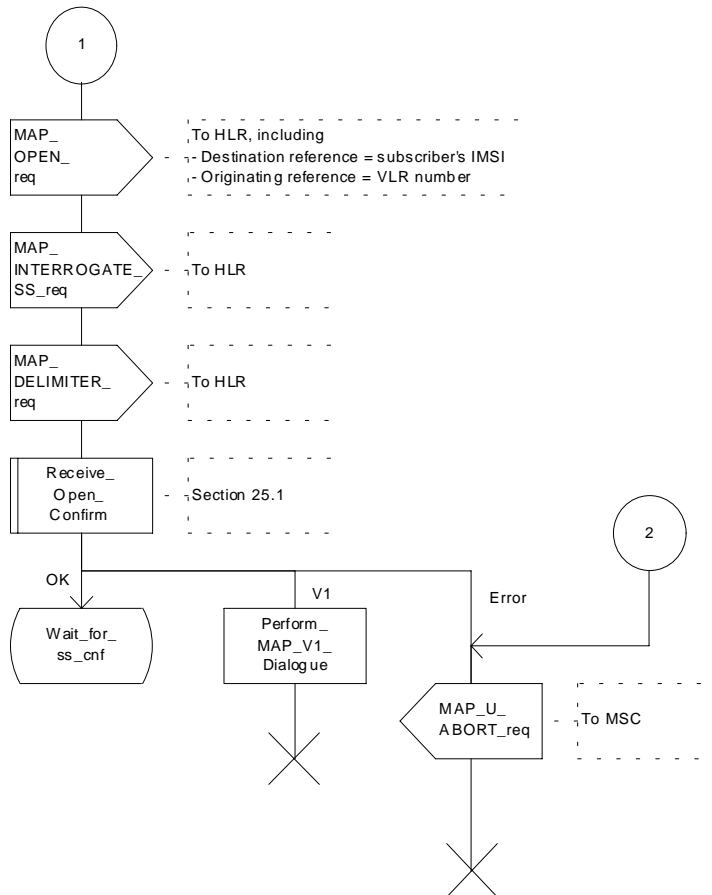 1
MAP_
OPEN_
req
To HLR, including
- Destination reference = subscriber's IMSI
- Originating reference = VLR number
MAP_
INTERROGATE_
SS_req
To HLR
MAP_
DELIMITER_
req
To HLR
Receive_
Open_
Confirm
Section 25.1
2
OK
V1
Error
Wait_for_
ss_cnf
Perform_
MAP_V1_
Dialogue
MAP_U_
ABORT_req
To MSC